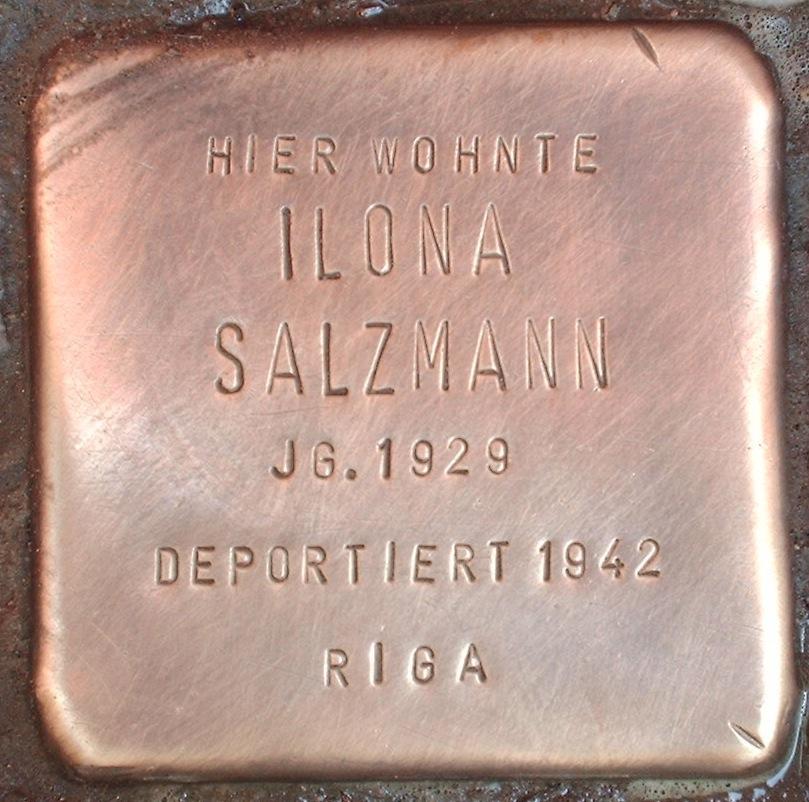 HIER WOHNTE
ILONA
SALZMANN
JG.1929
DEPORTIERT 1942
RIGA